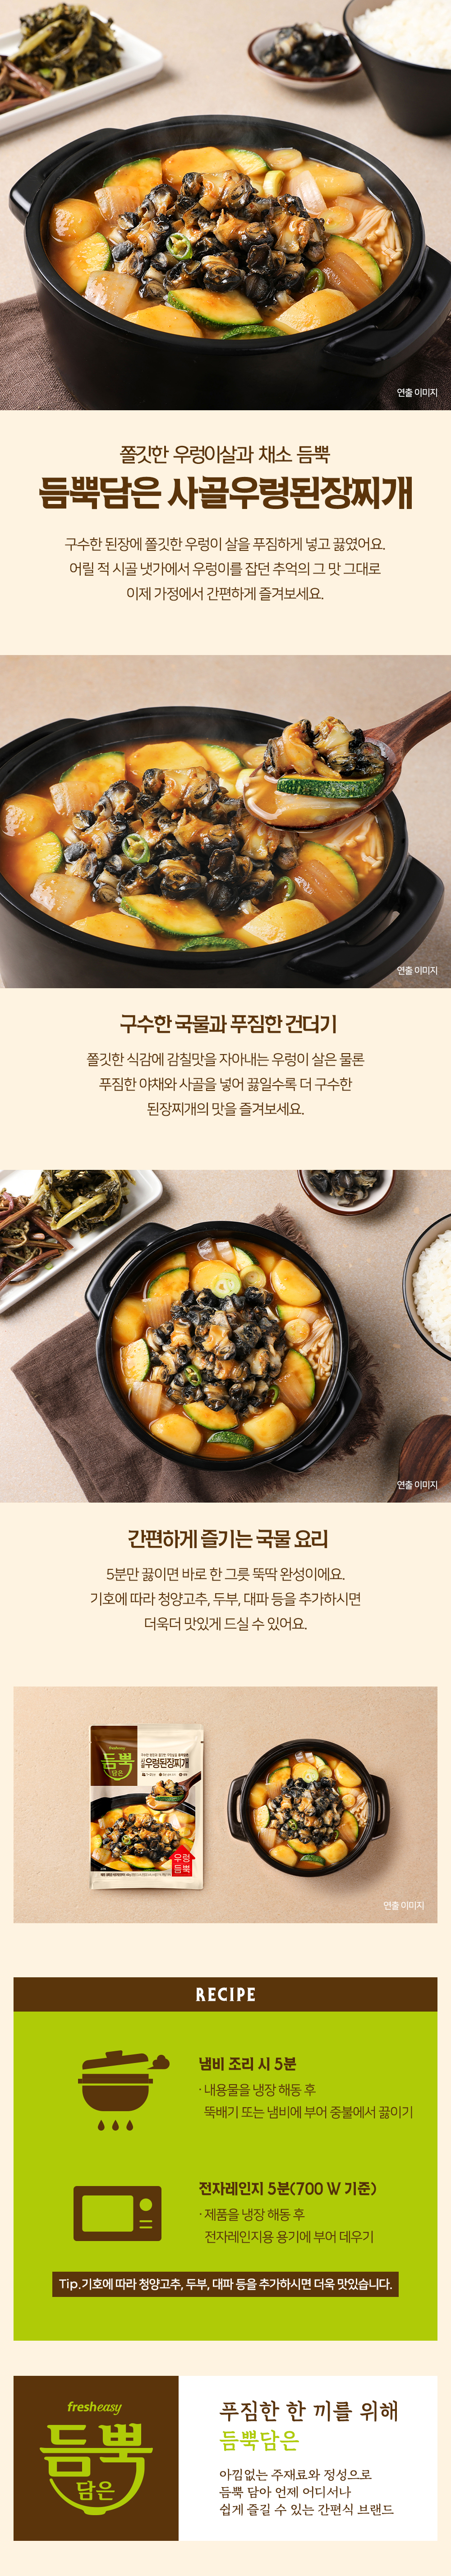 연출 이미지
쫄깃한 우렁이살과 채소 듬뿍
듬뿍담은 사골우렁된장찌개
구수한 된장에 쫄깃한 우렁이 살을 푸짐하게 넣고 끓였어요.
어릴 적 시골 냇가에서 우렁이를 잡던 추억의 그 맛 그대로
이제 가정에서 간편하게 즐겨보세요.
연출 이미지
구수한 국물과 푸짐한 건더기
쫄깃한 식감에 감칠맛을 자아내는 우렁이 살은 물론
푸짐한 야채와 사골을 넣어 끓일수록 더 구수한
된장찌개의 맛을 즐겨보세요.
연출 이미지
간편하게 즐기는 국물 요리
5분만 끓이면 바로 한 그릇 뚝딱 완성이에요.
기호에 따라 청양고추, 두부, 대파 등을 추가하시면
더욱더 맛있게 드실 수 있어요.
듬뿍
담은
사골
우렁된장찌개
우렁
듬뿍
연출 이미지
RECIPE
냄비 조리 시 5분
· 내용물을 냉장 해동 후
뚝배기 또는 냄비에 부어 중불에서 끓이기
전자레인지 5분(700 W 기준)
· 제품을 냉장 해동 후
전자레인지용 용기에 부어 데우기
Tip.기호에 따라 청양고추, 두부, 대파 등을 추가하시면 더욱 맛있습니다.
fresheasy
듬뿍
담은
푸짐한 한 끼를 위해
듬뿍담은
아낌없는 주재료와 정성으로
듬뿍 담아 언제 어디서나
쉽게 즐길 수 있는 간편식 브랜드